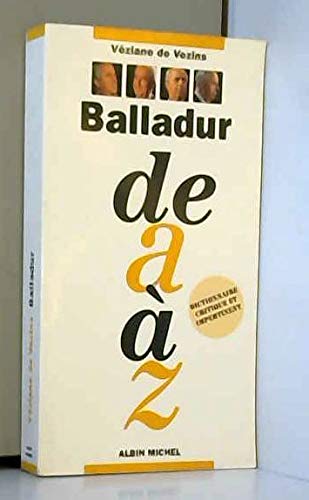 Véziane de Vezins
Balladur
de
a
à
z
DICTIONNAIRE
CRITIQUE ET
IMPERTINENT
ALBIN MICHEL
Véziane de Vezins Balladur